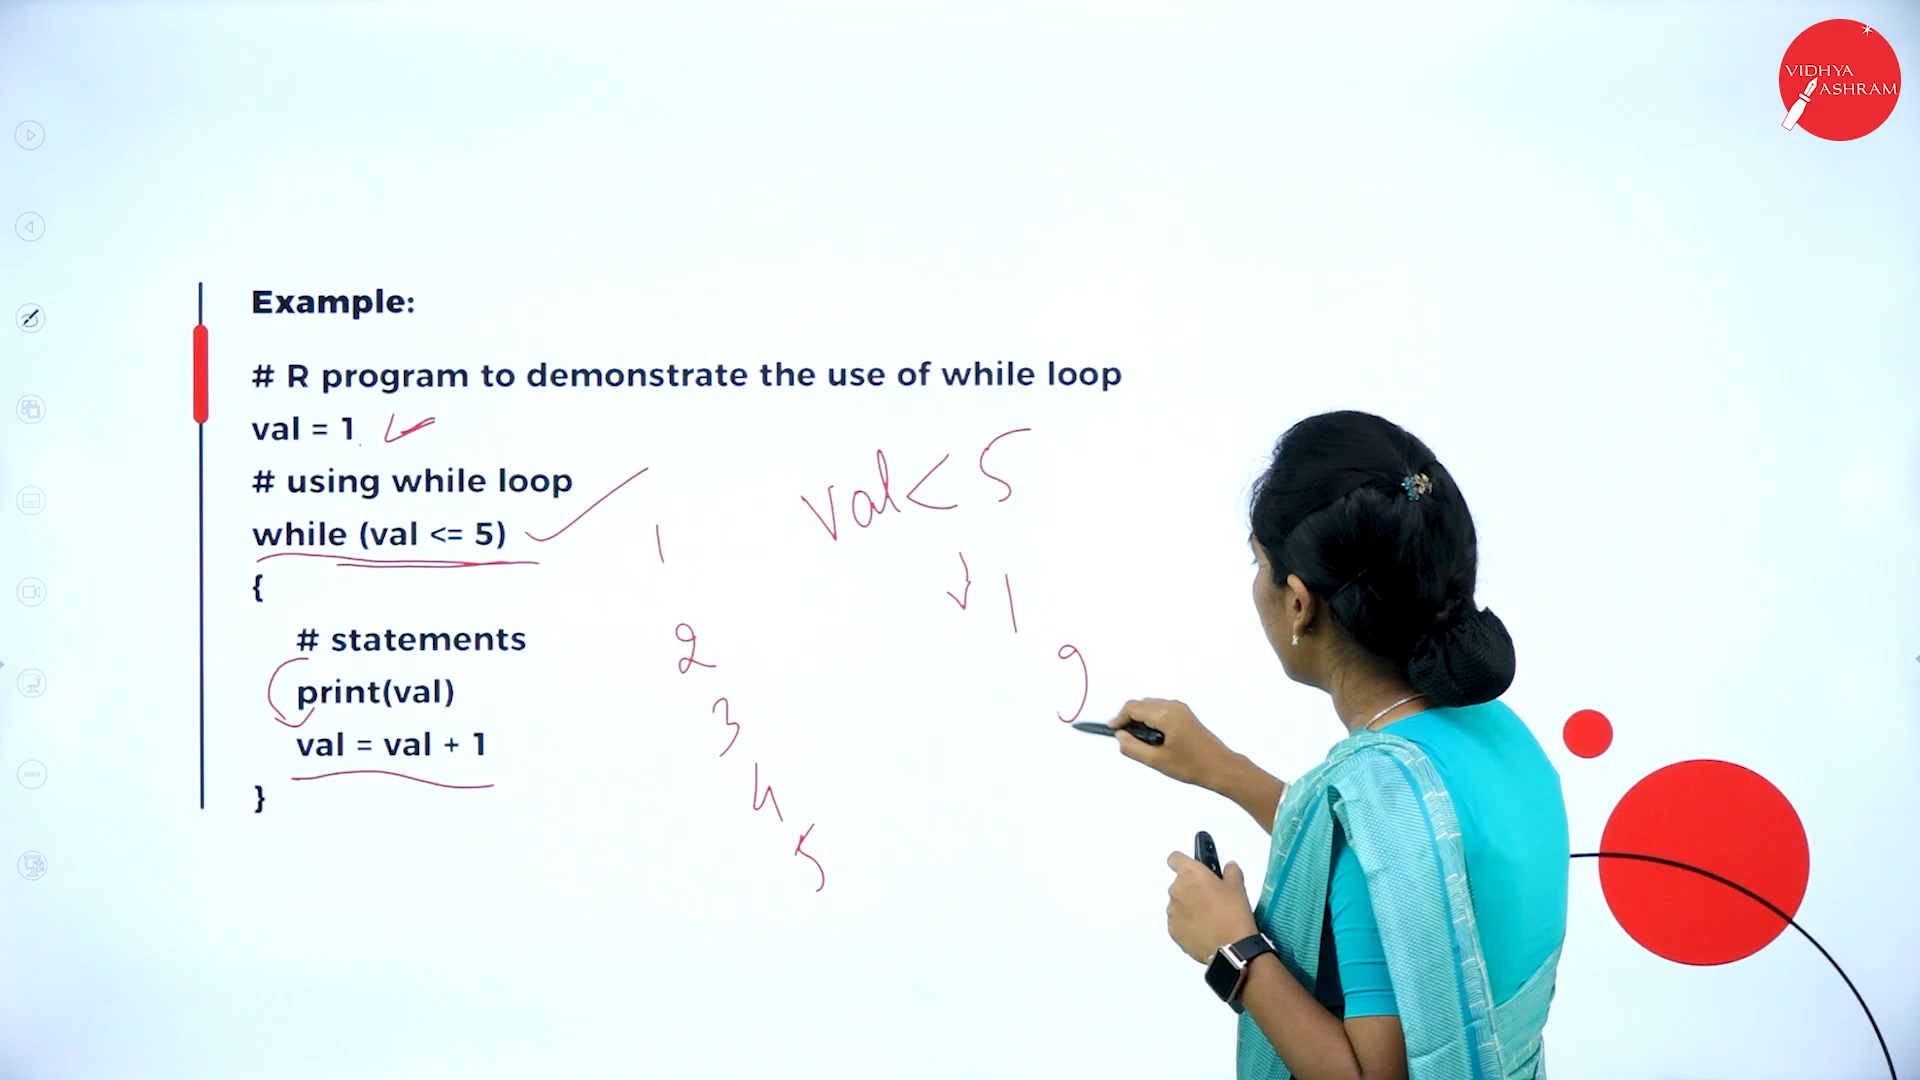 VIDHYA
ASHRAM
Example:
# R program to demonstrate the use of while loop
val = 1
# using while loop
while (val <= 5)
{
# statements
print(val)
val = val + 1
}
val < 5
1
2
3
4
5
1